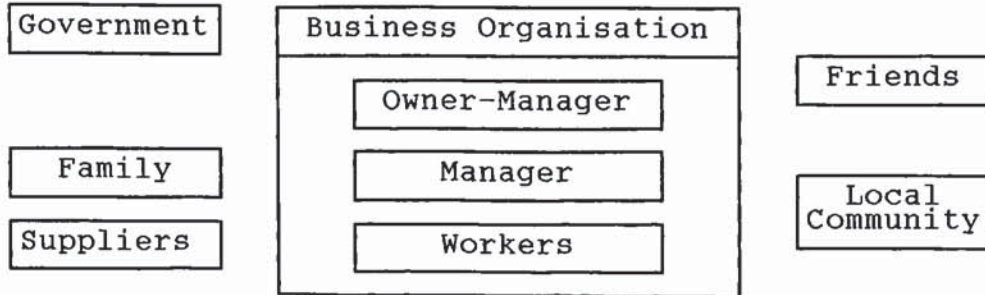 Government
Business Organisation
Friends
Owner-Manager
Family
Manager
Local
Community
Suppliers
Workers